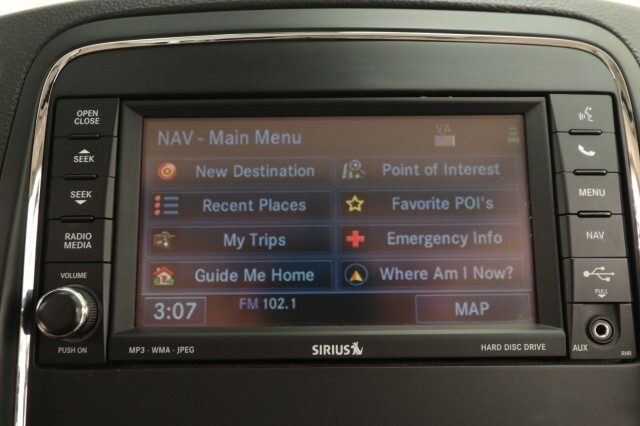 OPEN
CLOSE
SEEK
SEEK
RADIO
MEDIA
VOLUME
PUSH ON
NAV - Main Menu
VA
New Destination
Point of Interest
Recent Places
Favorite POI's
My Trips
Emergency Info
Guide Me Home
Where Am I Now?
3:07
FM 102.1
MAP
MP3 · WMA · JPEG
SIRIUS
HARD DISC DRIVE
MENU
NAV
PULL
AUX
RHR